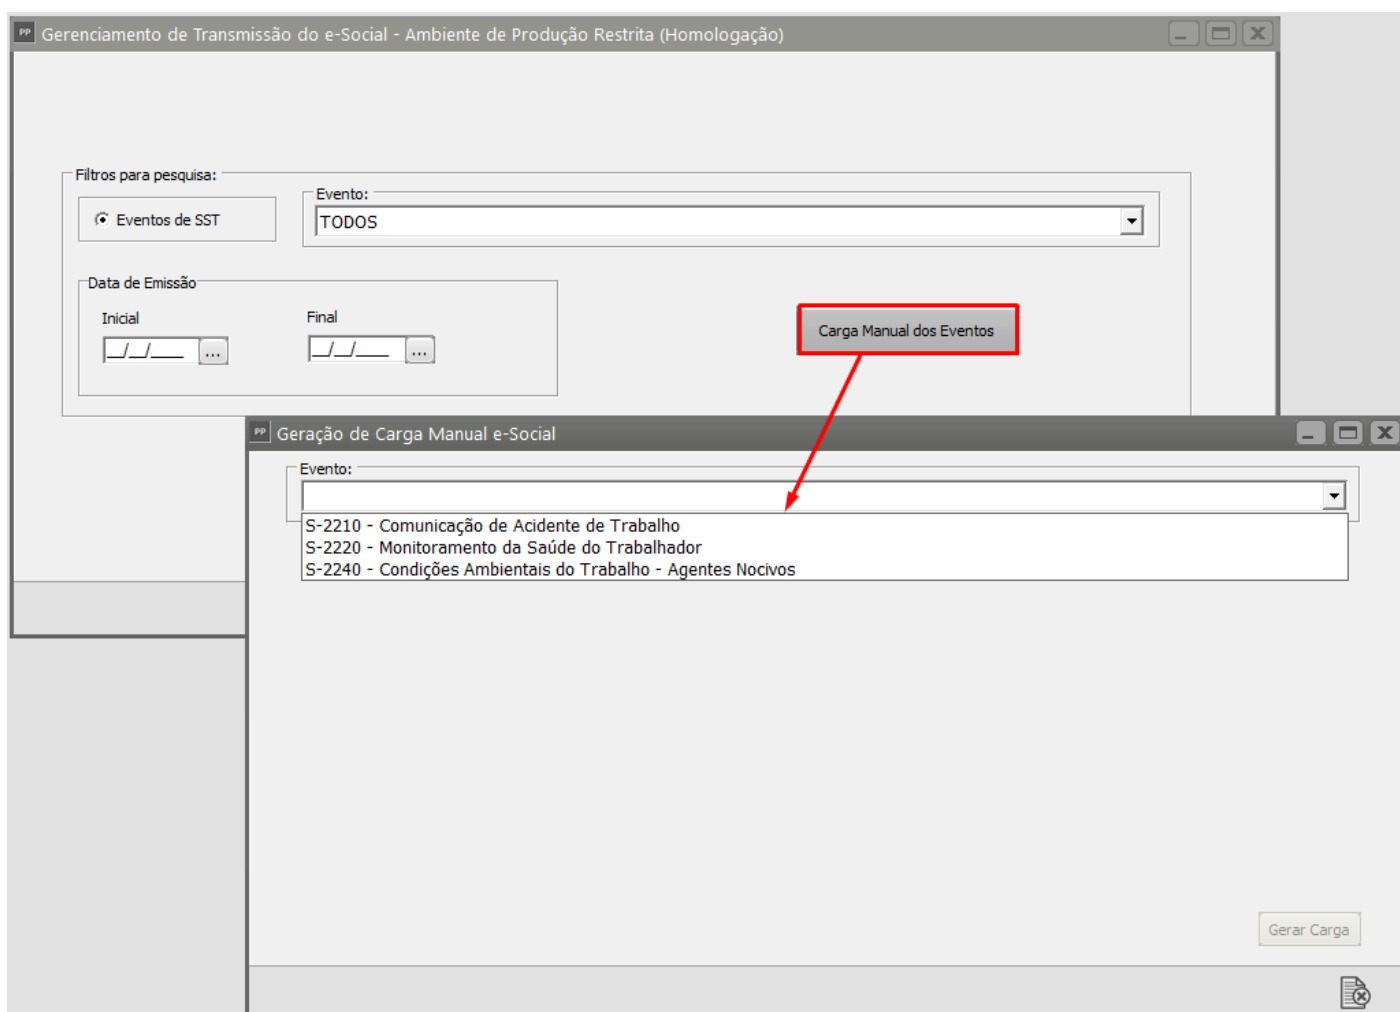 PP Gerenciamento de Transmissão do e-Social - Ambiente de Produção Restrita (Homologação)
Filtros para pesquisa:
Eventos de SST
Evento:
TODOS
Data de Emissão
Inicial
Final
__/__/____ ...
__/__/____ ...
Carga Manual dos Eventos
PP Geração de Carga Manual e-Social
Evento:
S-2210 - Comunicação de Acidente de Trabalho
S-2220 - Monitoramento da Saúde do Trabalhador
S-2240 - Condições Ambientais do Trabalho - Agentes Nocivos
Gerar Carga